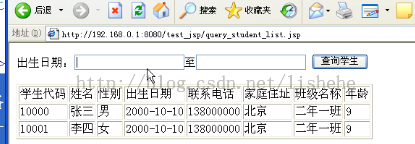 后退 搜索 收藏夹
地址(D) http://192.168.0.1:8080/test_jsp/query_student_list.jsp
出生日期： 至 查询学生
http://blog.csdn.net/lishehe
学生代码 姓名 性别 出生日期 联系电话 家庭住址 班级名称 年龄
10000 张三 男 2000-10-10 138000000 北京 二年一班 9
10001 李四 女 2000-10-10 138000000 北京 二年一班 9